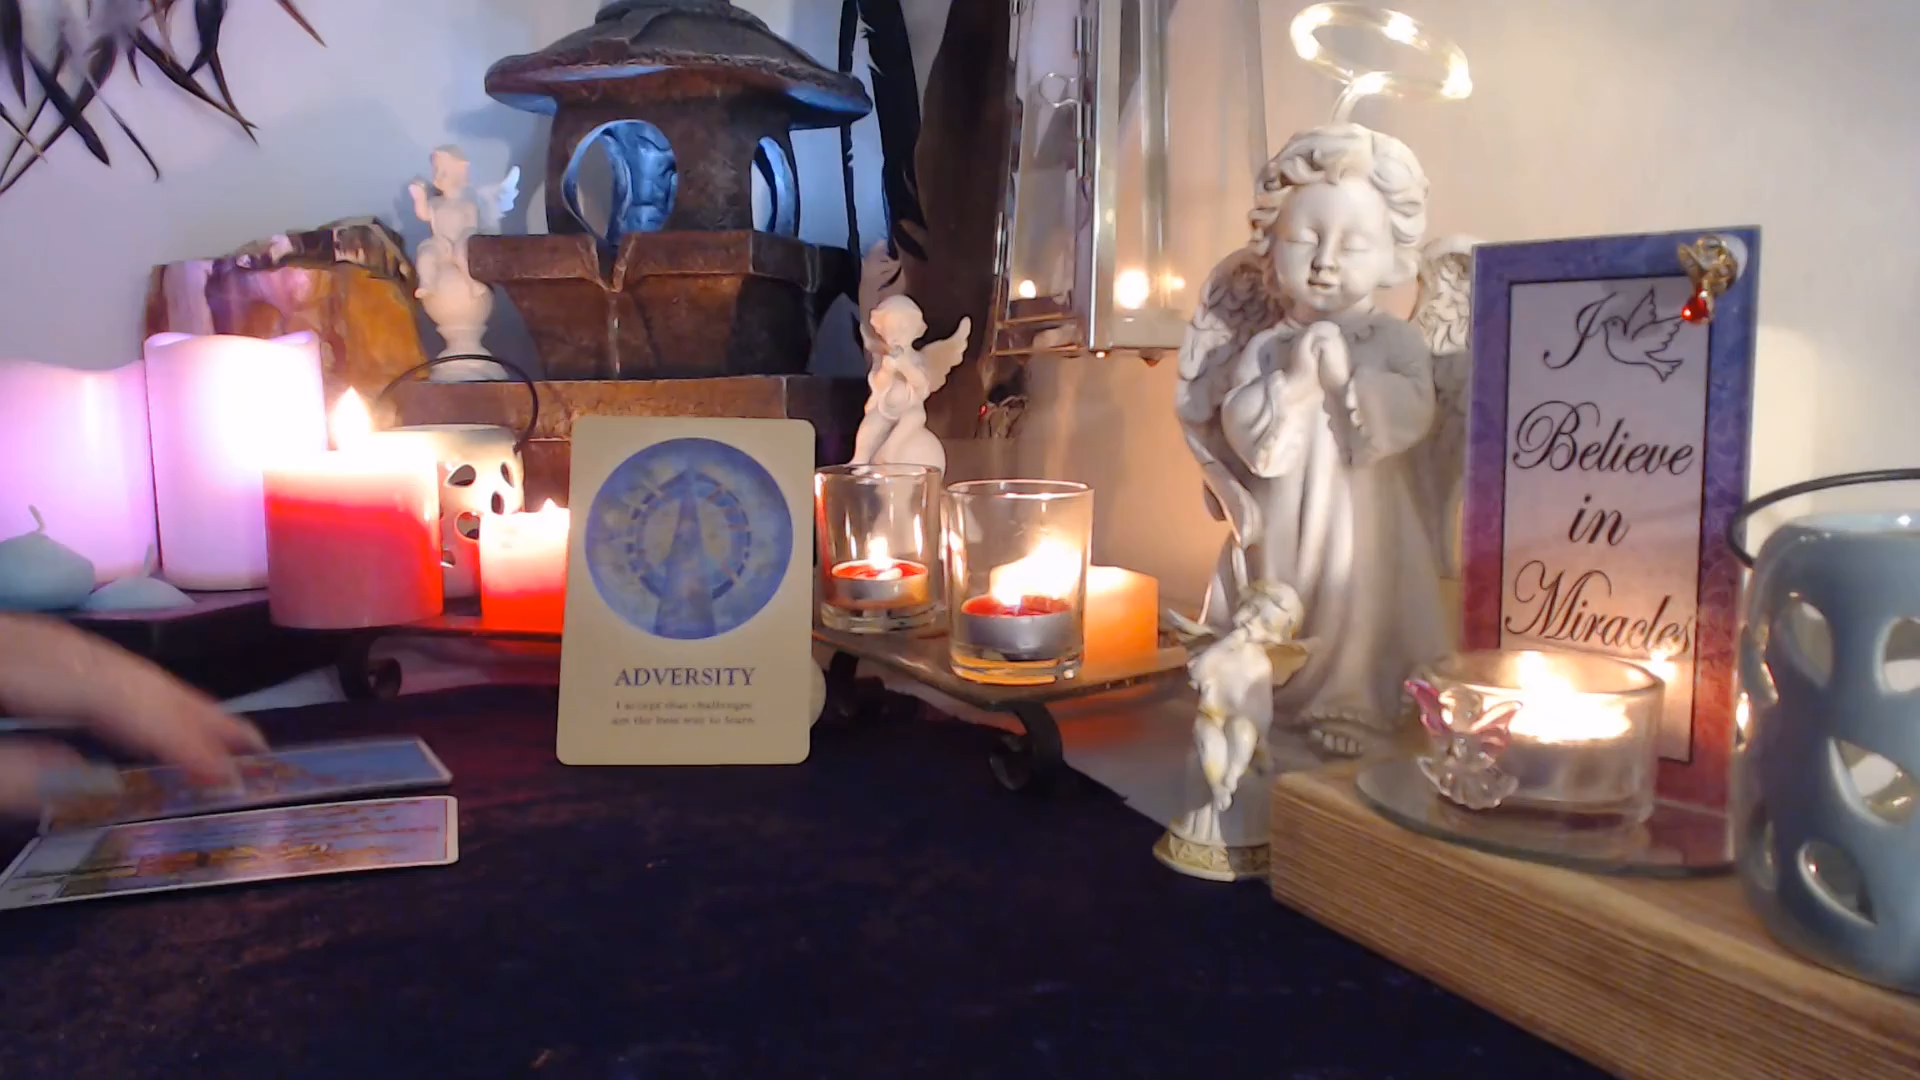 ADVERSITY
I accept that challenges
are the best way to learn.
I
Believe
in
Miracles